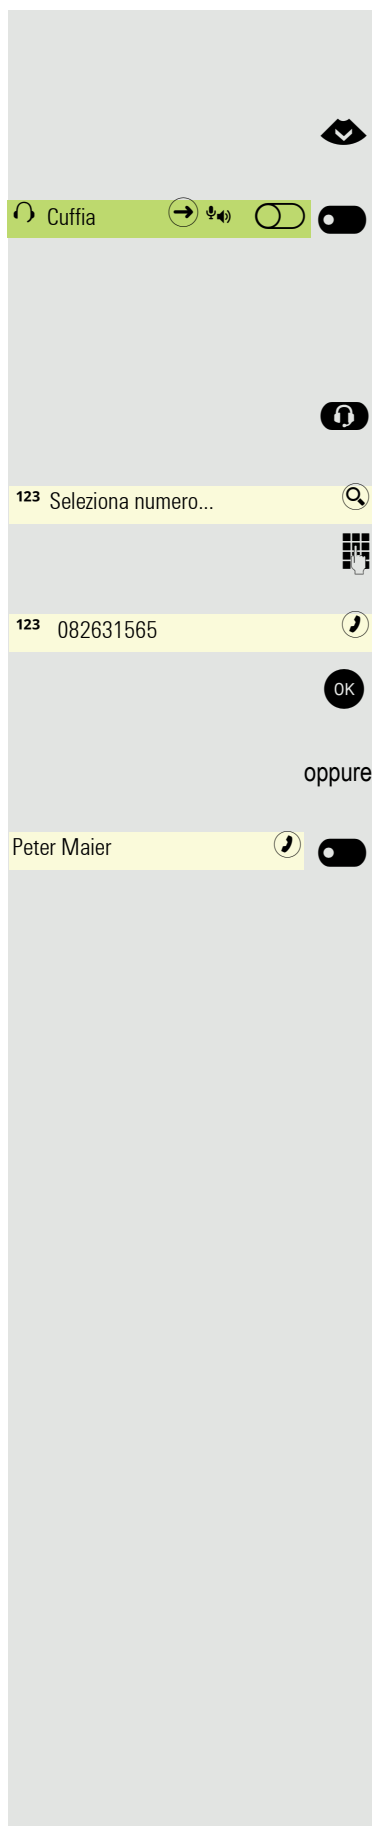 Cuffia
123 Seleziona numero...
123 082631565
OK
oppure
Peter Maier